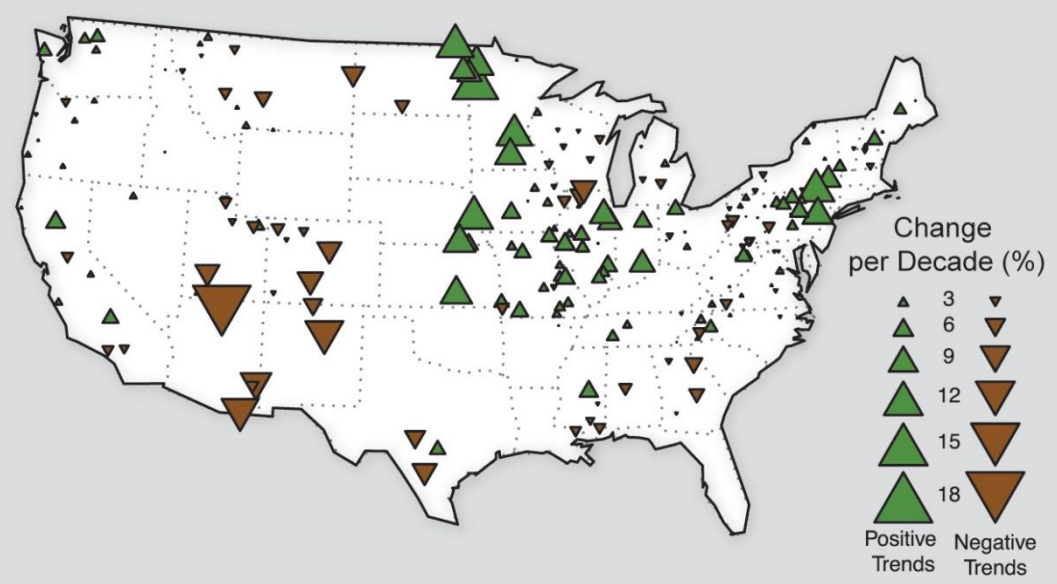 Change
per Decade (%)
3
6
9
12
15
18
Positive
Trends
Negative
Trends